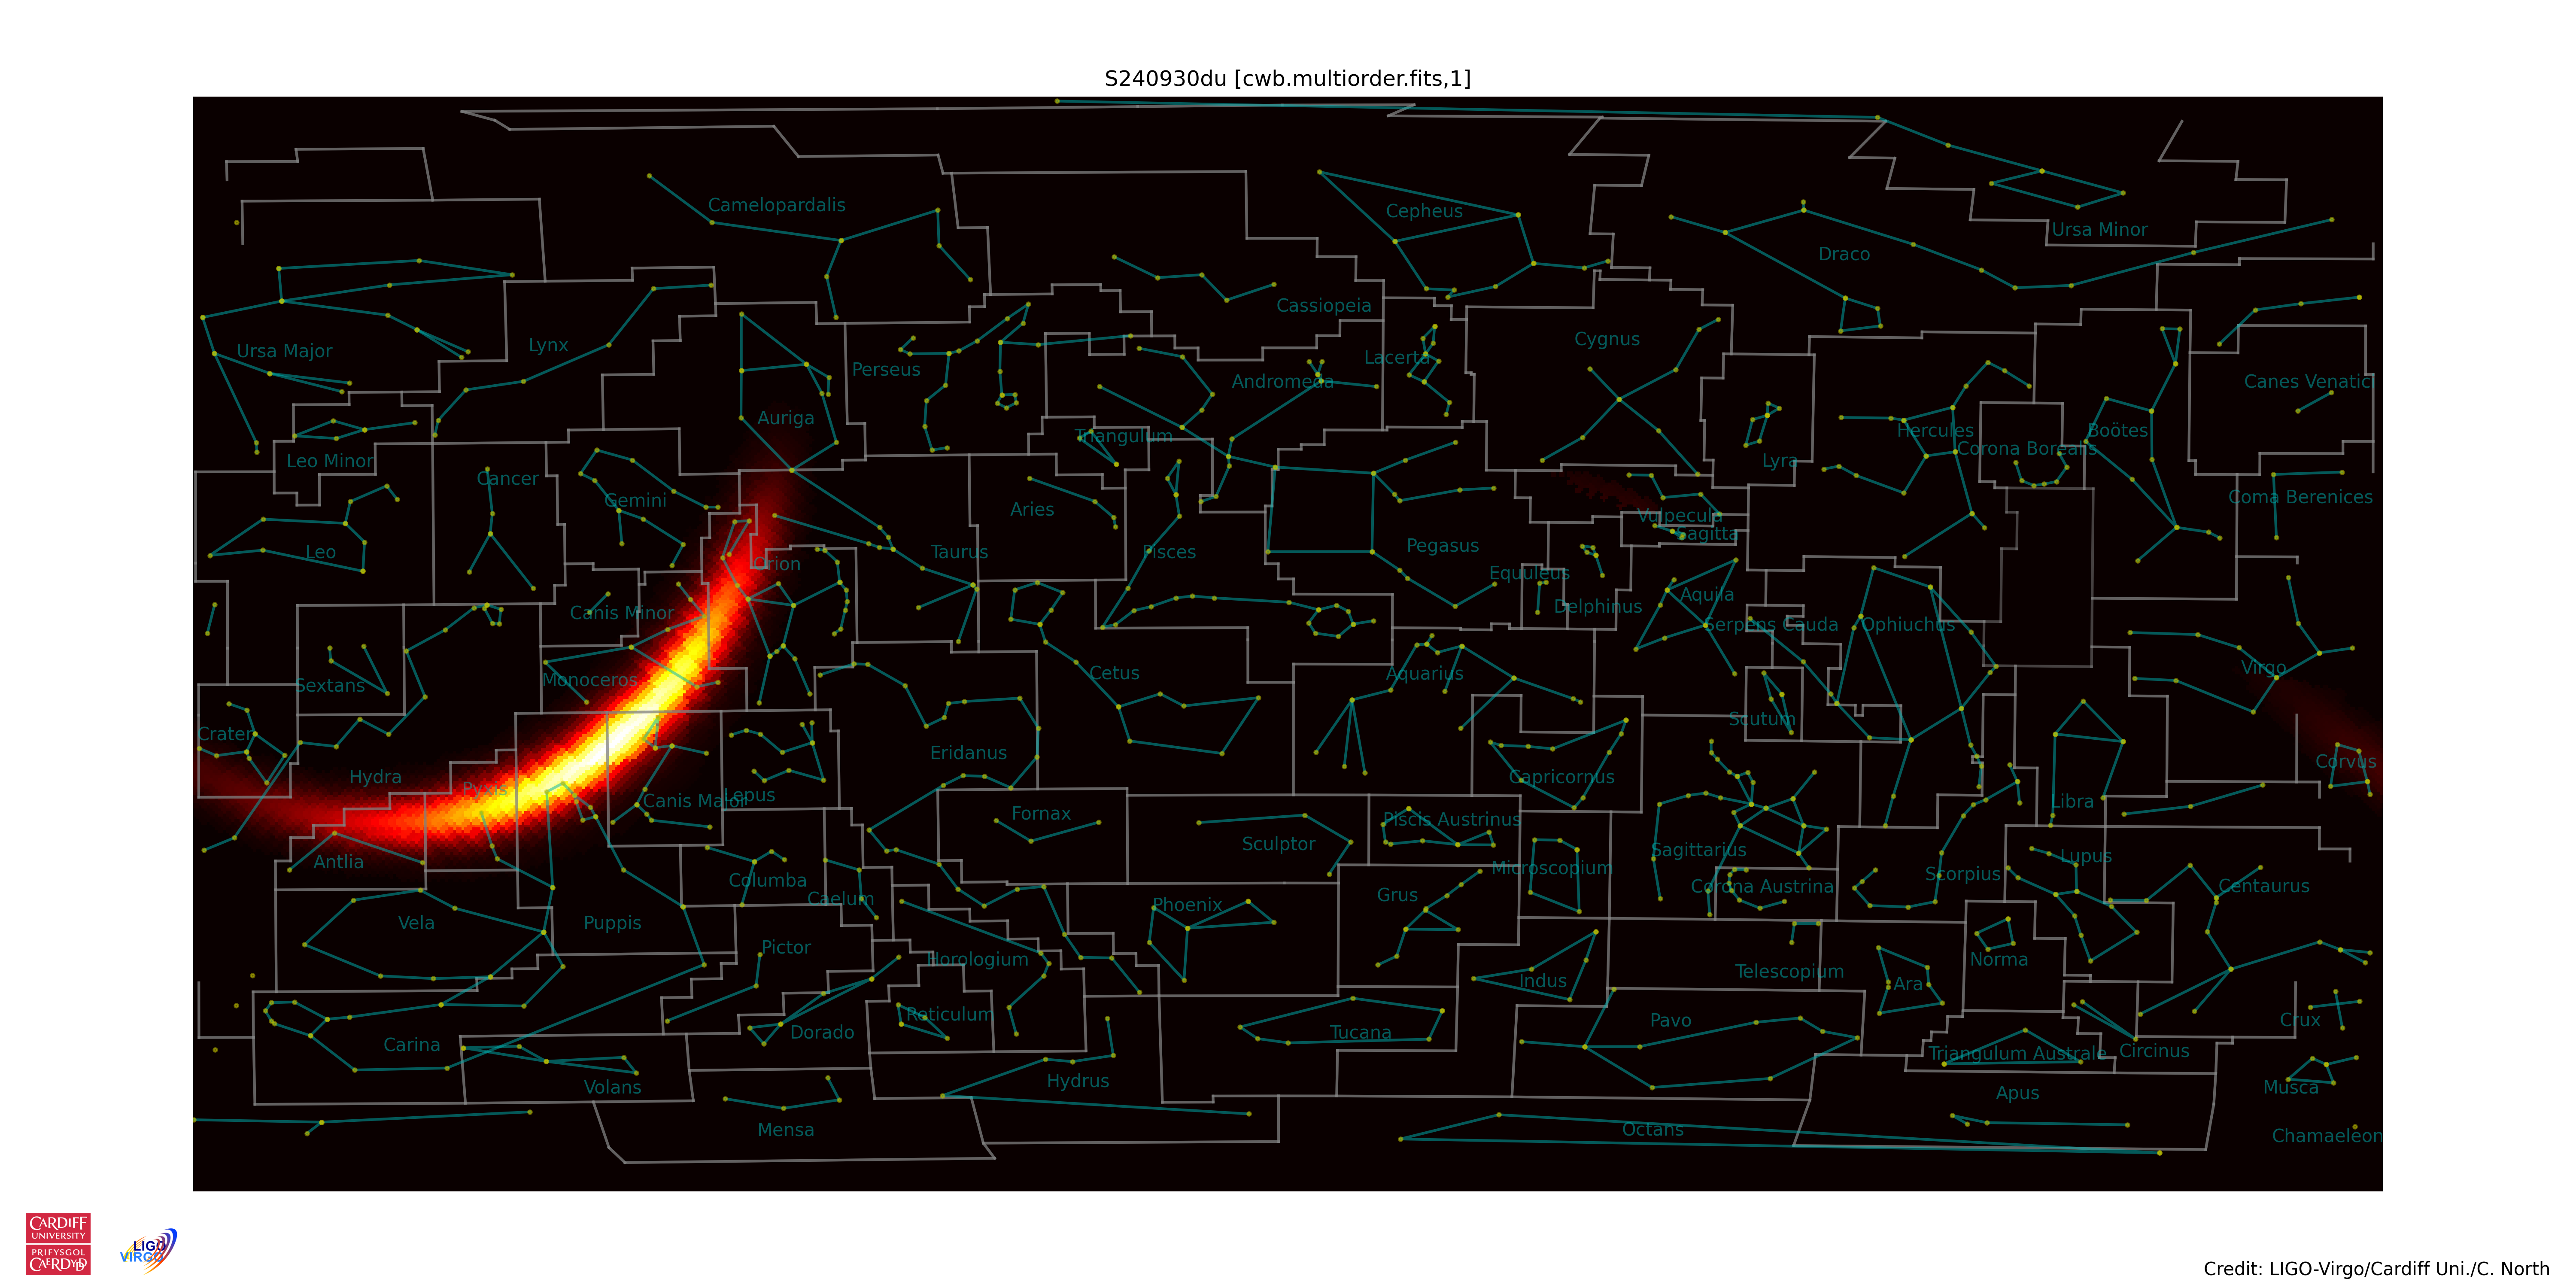 S240930du [cwb.multiorder.fits,1]
Camelopardalis
Cepheus
Ursa Minor
Draco
Cassiopeia
Cygnus
Lynx
Ursa Major
Lacerta
Perseus
Andromeda
Canes Venatici
Auriga
Triangulum
Hercules
Boötes
Corona Borealis
Leo Minor
Lyra
Cancer
Gemini
Coma Berenices
Aries
Vulpecula
Sagitta
Leo
Taurus
Pisces
Pegasus
Orion
Equuleus
Aquila
Delphinus
Canis Minor
Serpens Cauda
Ophiuchus
Virgo
Cetus
Aquarius
Monoceros
Sextans
Scutum
Crater
Eridanus
Corvus
Hydra
Capricornus
Pyxis
Lepus
Canis Major
Libra
Fornax
Piscis Austrinus
Sculptor
Sagittarius
Lupus
Antlia
Microscopium
Scorpius
Columba
Corona Austrina
Centaurus
Grus
Caelum
Phoenix
Vela
Puppis
Pictor
Horologium
Norma
Telescopium
Indus
Ara
Reticulum
Pavo
Crux
Dorado
Tucana
Carina
Circinus
Triangulum Australe
Hydrus
Volans
Musca
Apus
Mensa
Octans
Chamaeleon
CARDIFF
UNIVERSITY
PRIFYSGOL
CAERDYDD
LIGO
VIRGO
Credit: LIGO-Virgo/Cardiff Uni./C. North